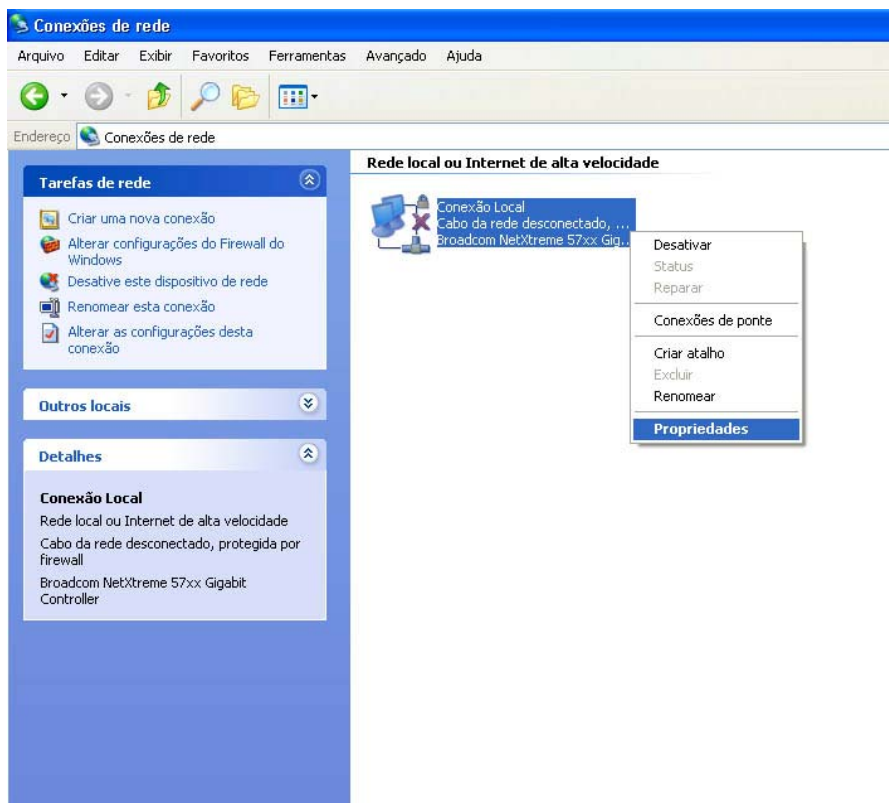 Conexões de rede
Arquivo Editar Exibir Favoritos Ferramentas Avançado Ajuda
Endereço Conexões de rede
Tarefas de rede
Criar uma nova conexão
Alterar configurações do Firewall do
Windows
Desative este dispositivo de rede
Renomear esta conexão
Alterar as configurações desta
conexão
Outros locais
Detalhes
Conexão Local
Rede local ou Internet de alta velocidade
Cabo da rede desconectado, protegida por
firewall
Broadcom NetXtreme 57xx Gigabit
Controller
Rede local ou Internet de alta velocidade
Conexão Local
Cabo da rede desconectado, ...
Broadcom NetXtreme 57xx Gig...
Desativar
Status
Reparar
Conexões de ponte
Criar atalho
Excluir
Renomear
Propriedades